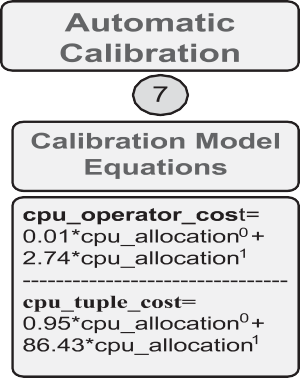 Automatic
Calibration
7
Calibration Model
Equations
cpu_operator_cost=
0.01*cpu_allocation⁰+
2.74*cpu_allocation¹
------------------------------
cpu_tuple_cost=
0.95*cpu_allocation⁰+
86.43*cpu_allocation¹